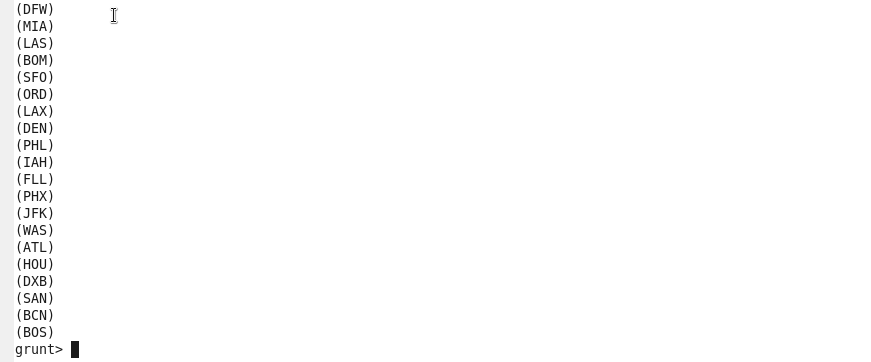 (DFW)
(MIA)
(LAS)
(BOM)
(SFO)
(ORD)
(LAX)
(DEN)
(PHL)
(IAH)
(FLL)
(PHX)
(JFK)
(WAS)
(ATL)
(HOU)
(DXB)
(SAN)
(BCN)
(BOS)
grunt>